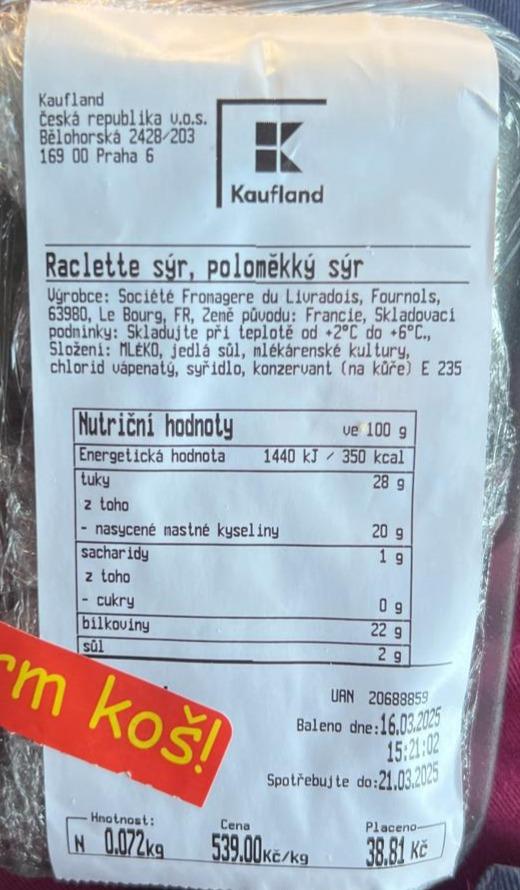 Kaufland
česká republika v.o.s.
Bělohorská 2428/203
169 00 Praha 6
Kaufland
Raclette sýr, poloměkký sýr
Výrobce: Société Fromagere du Livradois, Fournols,
63980, Le Bourg, FR, Země původu: Francie, Skladovací
podmínky: Skladujte při teplotě od +2°C do +6°C.,
Složení: MLÉKO, jedlá sůl, mlékárenské kultury,
chlorid vápenatý, syřidlo, konzervant (na kůře) E 235
Nutriční hodnoty ve 100 g
Energetická hodnota 1440 kJ / 350 kcal
tuky 28 g
z toho
- nasycené mastné kyseliny 20 g
sacharidy 1 g
z toho
- cukry 0 g
bílkoviny 22 g
sůl 2 g
rm koš!
URN 20688859
Baleno dne:16.03.2025
15:21:02
Spotřebujte do:21.03.2025
Hmotnost: Cena Placeno
N 0.072kg 539.00Kč/kg 38.81 Kč